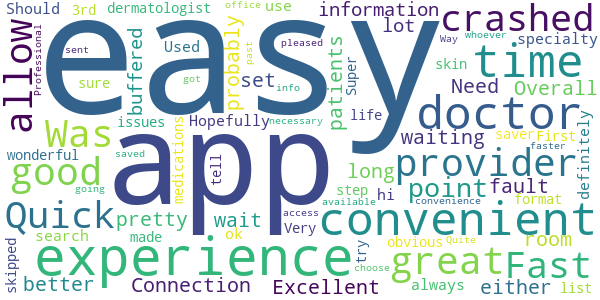 Should 3rd dermatologist office use information crashed
allow Professional sent easy past pleased Way whoever lot specialty
sure Used buffered probably set Super patients skin Need time Overall
Was issues got info life doctor
wonderful Hopefully necessary waiting saver First definitely
good saved medications tell long provider
going step hi point fault faster format
app available convenience
Quick pretty wait access convenient room
skipped search made ok Very try obvious Quite
experience choose great Fast
better Connection Excellent always either list